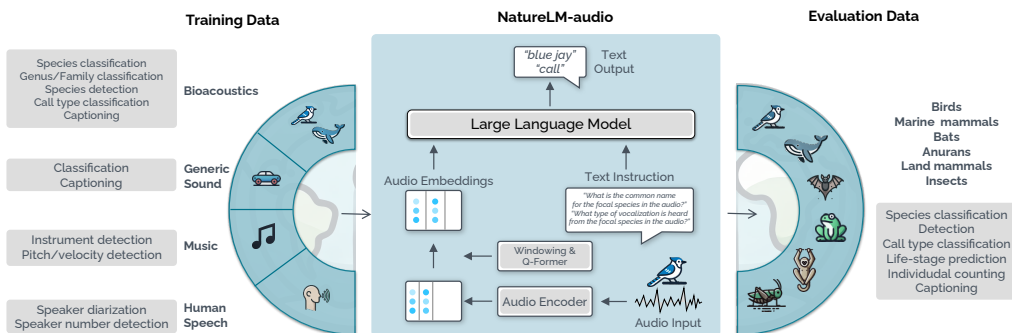 Training Data
NatureLM-audio
Evaluation Data
Species classification
Genus/Family classification
Species detection
Call type classification
Captioning
Bioacoustics
Classification
Captioning
Generic
Sound
Instrument detection
Pitch/velocity detection
Music
Speaker diarization
Speaker number detection
Human
Speech
"blue jay"
"call"
Text
Output
Large Language Model
Audio Embeddings
Text Instruction
"What is the common name
for the focal species in the audio?"
"What type of vocalization is heard
from the focal species in the audio?"
Windowing &
Q-Former
Audio Encoder
Audio Input
Birds
Marine mammals
Bats
Anurans
Land mammals
Insects
Species classification
Detection
Call type classification
Life-stage prediction
Individudal counting
Captioning